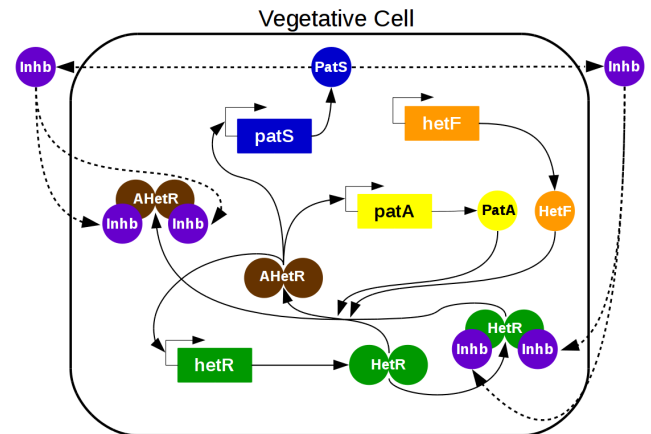 Vegetative Cell
Inhb
PatS
Inhb
patS
hetF
AHetR
Inhb
Inhb
patA
PatA
HetF
AHetR
HetR
Inhb
Inhb
hetR
HetR